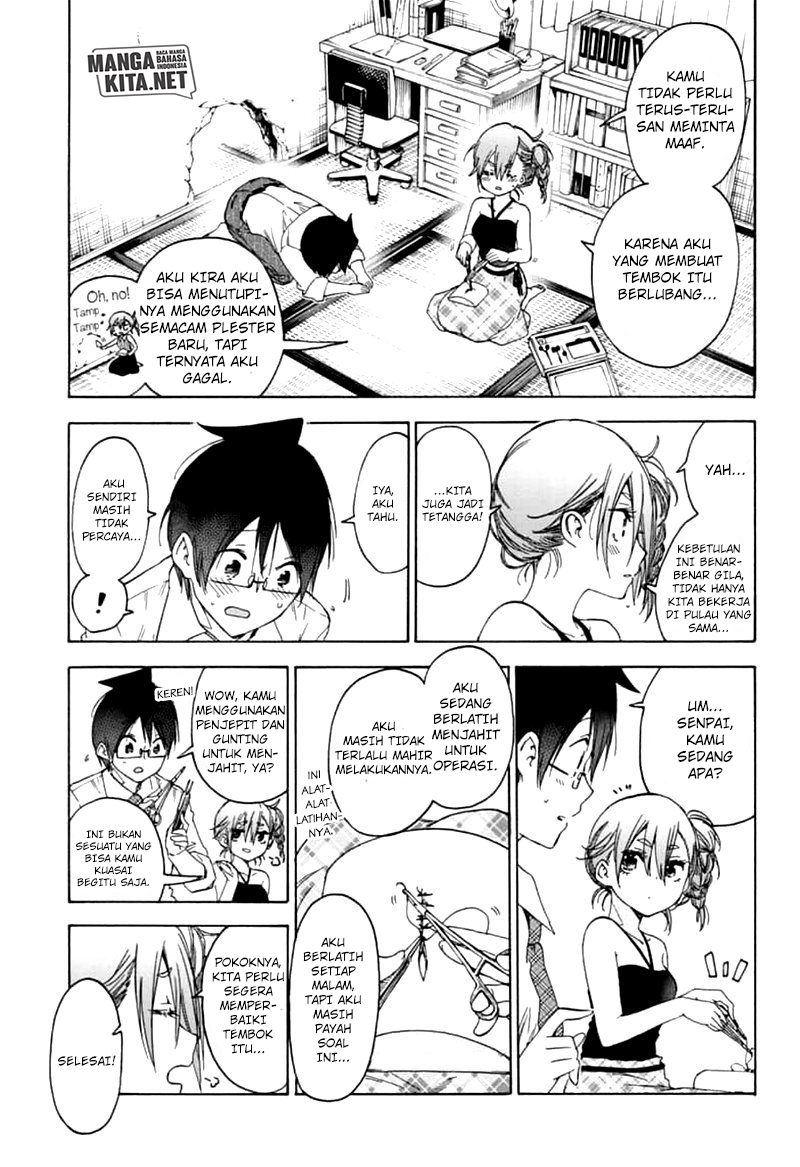 MANGA
KITA.NET
BACA MANGA
BAHASA
INDONESIA
KAMU
TIDAK PERLU
TERUS-TERU-
SAN MEMINTA
MAAF.
KARENA AKU
YANG MEMBUAT
TEMBOK ITU
BERLUBANG...
AKU KIRA AKU
BISA MENUTUPI-
NYA MENGGUNAKAN
SEMACAM PLESTER
BARU, TAPI
TERNYATA AKU
GAGAL.
Oh, no!
Tamp
Tamp
YAH...
KEBETULAN
INI BENAR-
BENAR GILA,
TIDAK HANYA
KITA BEKERJA
DI PULAU YANG
SAMA...
...KITA
JUGA JADI
TETANGGA!
IYA,
AKU
TAHU.
AKU
SENDIRI
MASIH
TIDAK
PERCAYA...
!
UM...
SENPAI,
KAMU
SEDANG
APA?
AKU
SEDANG
BERLATIH
MENJAHIT
UNTUK
OPERASI.
AKU
MASIH TIDAK
TERLALU MAHIR
MELAKUKANNYA.
INI
ALAT-
ALAT
LATIHAN-
NYA.
AKU
BERLATIH
SETIAP
MALAM,
TAPI AKU
MASIH
PAYAH
SOAL
INI...
KEREN!
WOW, KAMU
MENGGUNAKAN
PENJEPIT DAN
GUNTING
UNTUK MEN-
JAHIT, YA?
INI BUKAN
SESUATU YANG
BISA KAMU
KUASAI
BEGITU SAJA.
POKOKNYA,
KITA PERLU
SEGERA
MEMPER-
BAIKI
TEMBOK
ITU...
SELESAI!